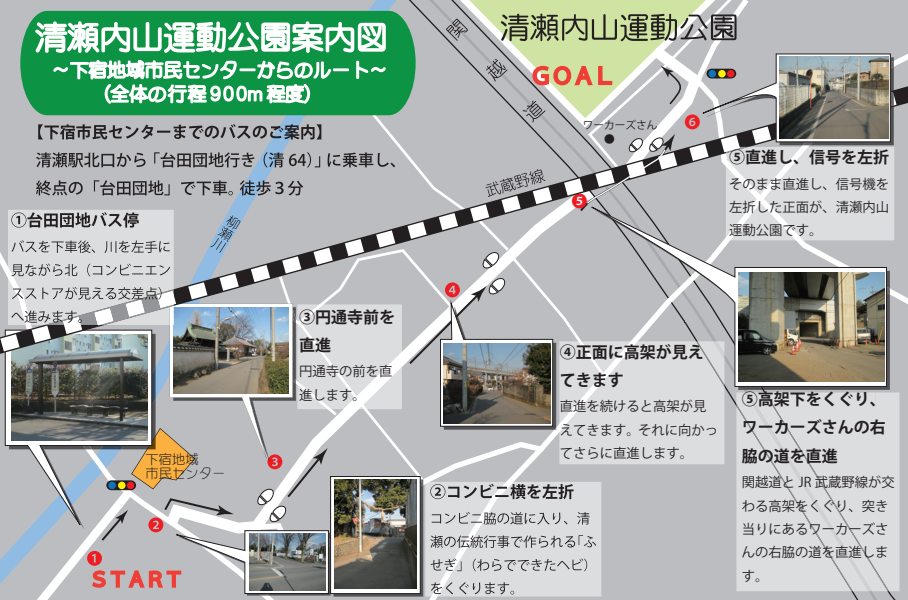 清瀬内山運動公園案内図
～下宿地域市民センターからのルート～
（全体の行程900m程度）
【下宿市民センターまでのバスのご案内】
清瀬駅北口から「台田団地行き（清64）」に乗車し、
終点の「台田団地」で下車。徒歩3分
①台田団地バス停
バスを下車後、川を左手に
見ながら北（コンビニエン
スストアが見える交差点）
へ進みます。
柳瀬川
武蔵野線
関越道
清瀬内山運動公園
GOAL
ワーカーズさん
6
5
4
3
2
1
START
下宿地域
市民センター
②コンビニ横を左折
コンビニ脇の道に入り、清
瀬の伝統行事で作られる「ふ
せぎ」（わらでできたヘビ）
をくぐります。
③円通寺前を
直進
円通寺の前を直
進します。
④正面に高架が見え
てきます
直進を続けると高架が見
えてきます。それに向かっ
てさらに直進します。
⑤高架下をくぐり、
ワーカーズさんの右
脇の道を直進
関越道とJR武蔵野線が交
わる高架をくぐり、突き
当りにあるワーカーズさ
んの右脇の道を直進しま
す。
⑤直進し、信号を左折
そのまま直進し、信号機を
左折した正面が、清瀬内山
運動公園です。